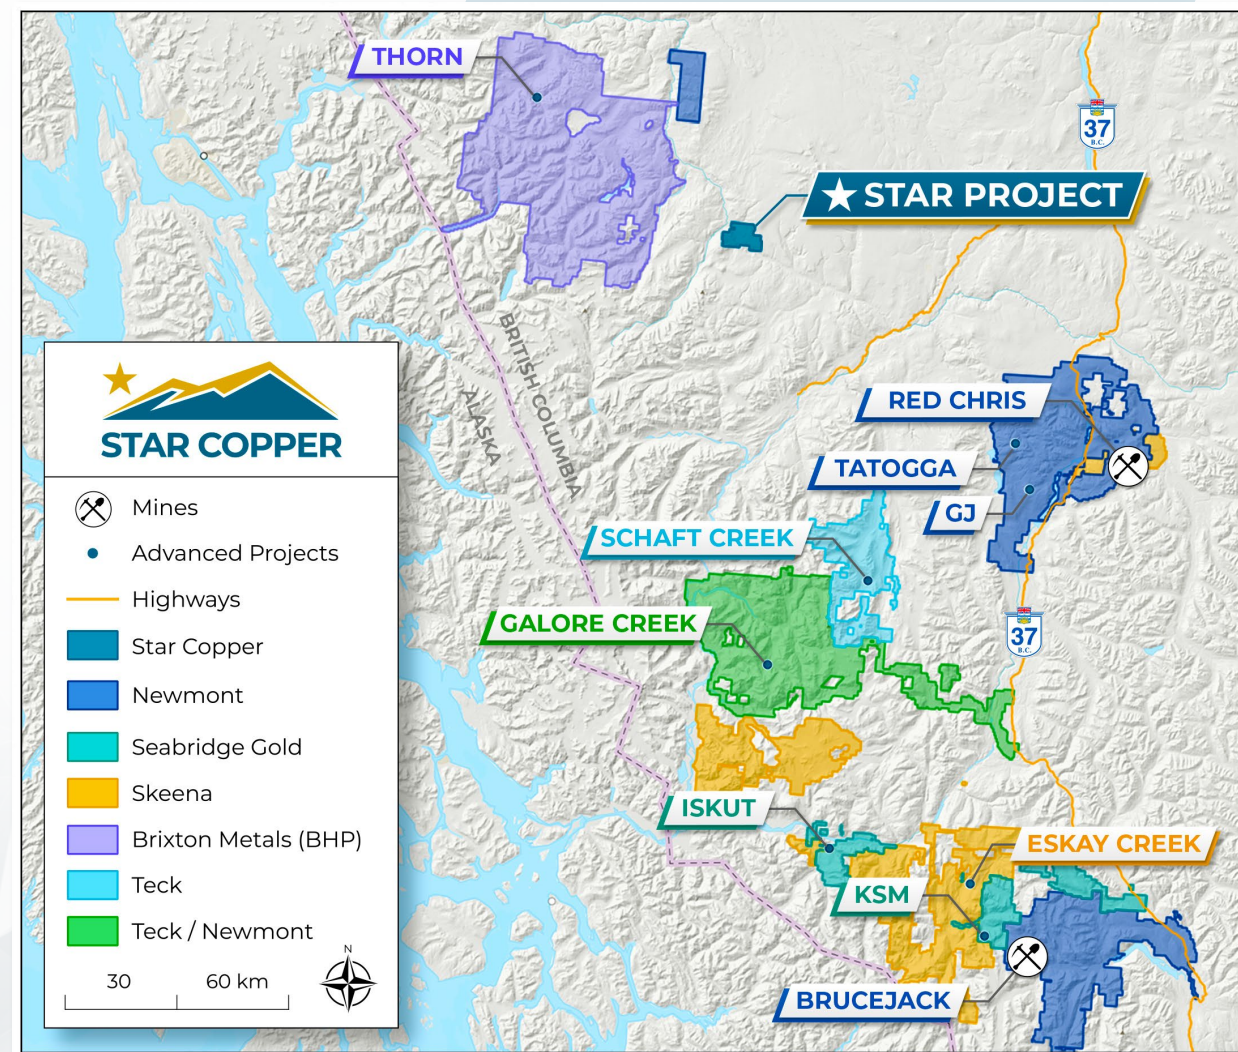 THORN
37
B.C.
STAR PROJECT
BRITISH COLUMBIA
ALASKA
RED CHRIS
TATOGGA
GJ
SCHAFT CREEK
GALORE CREEK
37
B.C.
ISKUT
ESKAY CREEK
KSM
BRUCEJACK
STAR COPPER
Mines
Advanced Projects
Highways
Star Copper
Newmont
Seabridge Gold
Skeena
Brixton Metals (BHP)
Teck
Teck / Newmont
30 60 km
N